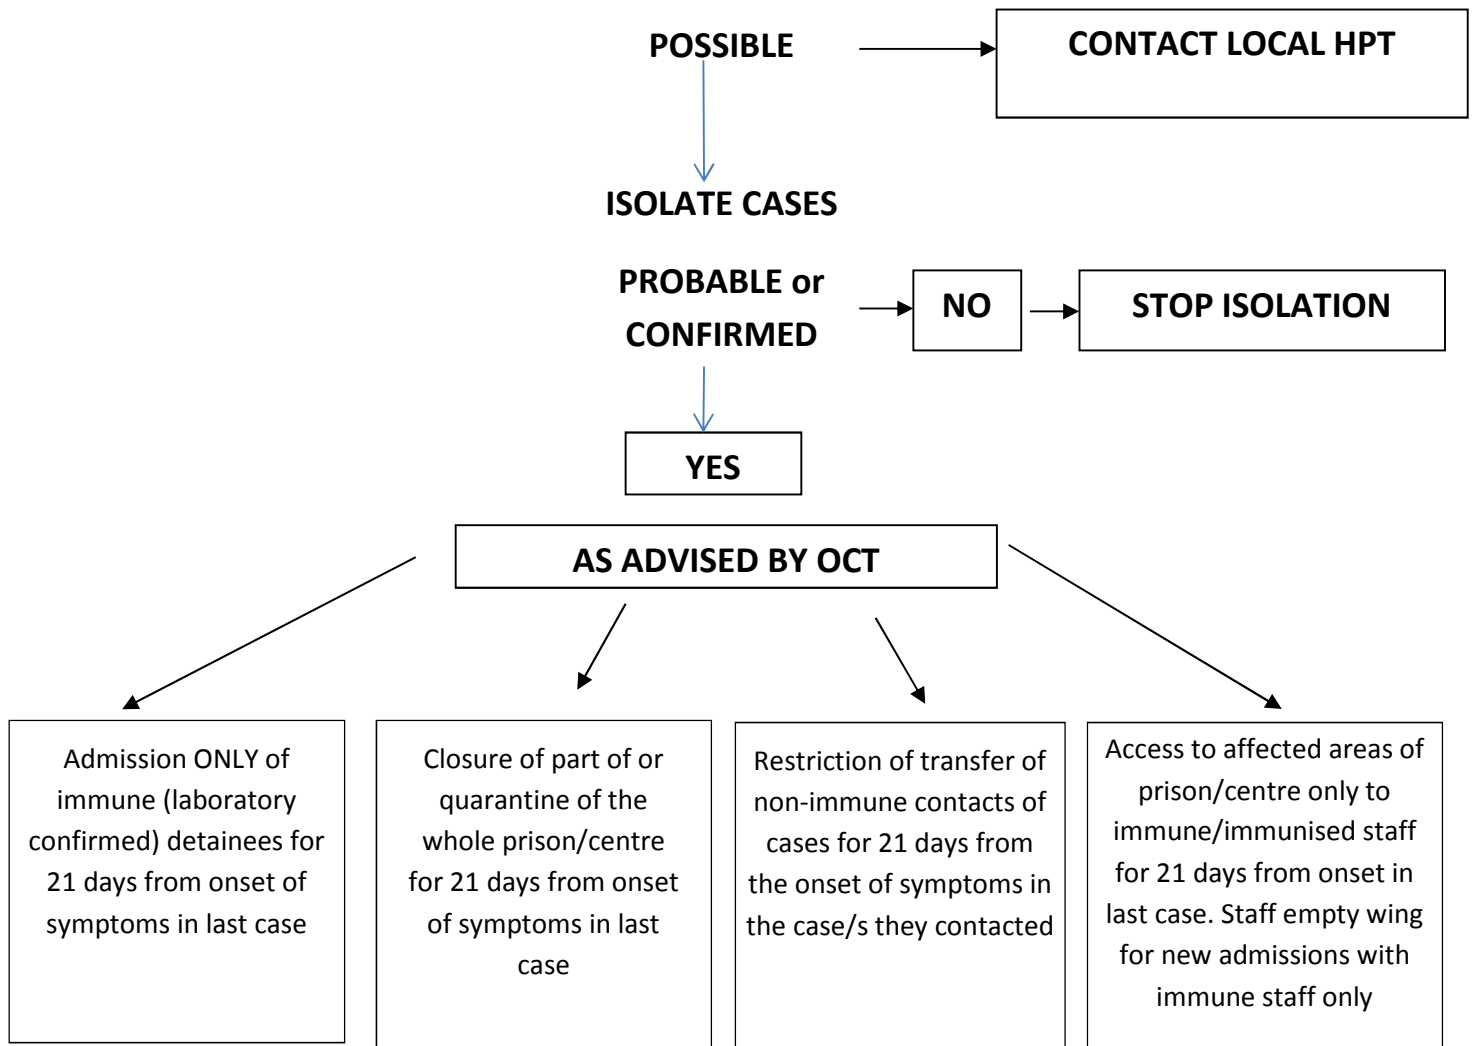 POSSIBLE
CONTACT LOCAL HPT
ISOLATE CASES
PROBABLE or
CONFIRMED
NO
STOP ISOLATION
YES
AS ADVISED BY OCT
Admission ONLY of
immune (laboratory
confirmed) detainees for
21 days from onset of
symptoms in last case
Closure of part of or
quarantine of the
whole prison/centre
for 21 days from onset
of symptoms in last
case
Restriction of transfer of
non-immune contacts of
cases for 21 days from
the onset of symptoms in
the case/s they contacted
Access to affected areas of
prison/centre only to
immune/immunised staff
for 21 days from onset in
last case. Staff empty wing
for new admissions with
immune staff only